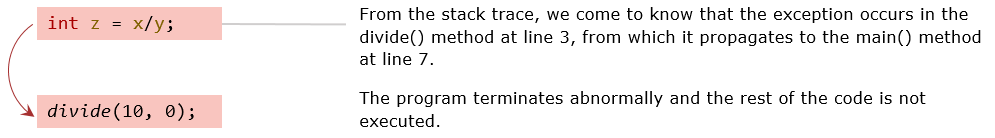 int z = x/y;
From the stack trace, we come to know that the exception occurs in the
divide() method at line 3, from which it propagates to the main() method
at line 7.
divide(10, 0);
The program terminates abnormally and the rest of the code is not
executed.